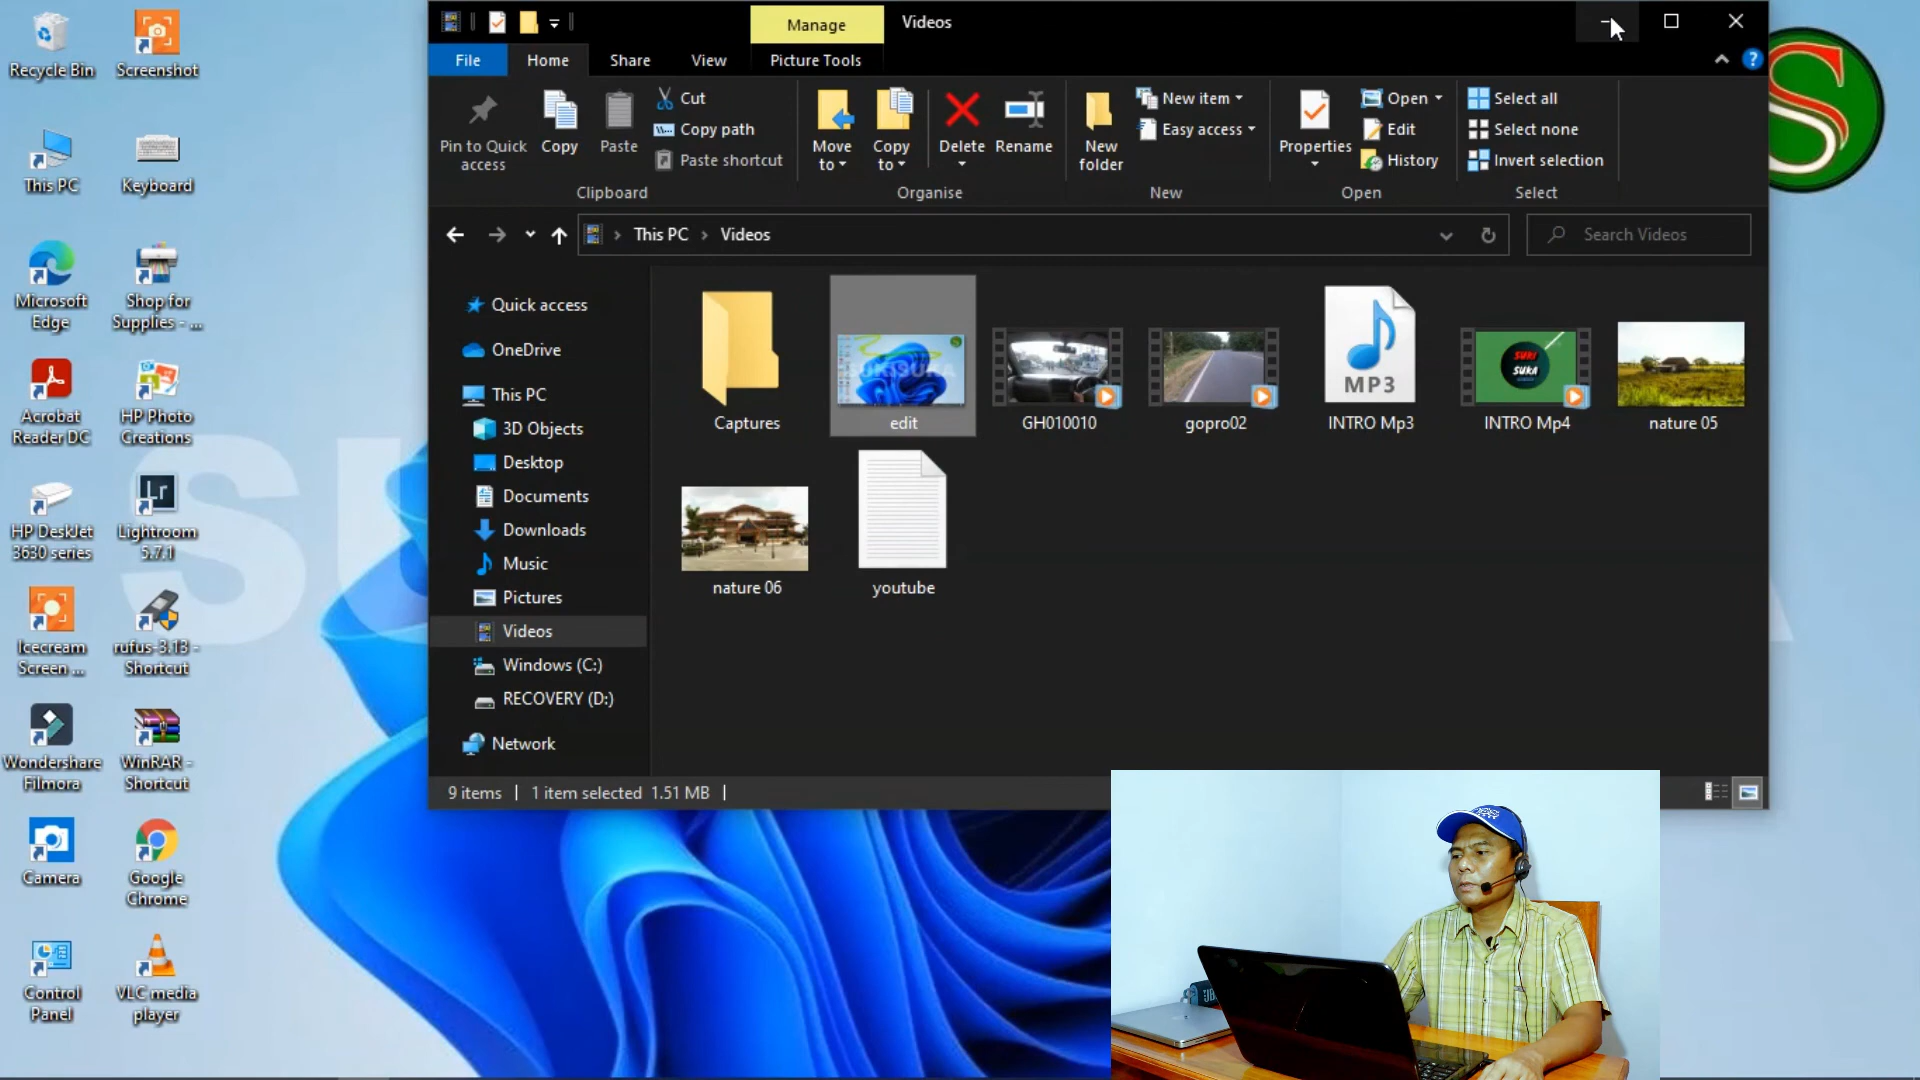 Recycle Bin
Screenshot
This PC
Keyboard
Microsoft
Edge
Shop for
Supplies - ...
Acrobat
Reader DC
HP Photo
Creations
HP DeskJet
3630 series
Lightroom
5.7.1
Icecream
Screen ...
rufus-3.13 -
Shortcut
Wondershare
Filmora
WinRAR -
Shortcut
Camera
Google
Chrome
Control
Panel
VLC media
player
Manage
Videos
File
Home
Share
View
Picture Tools
Pin to Quick
access
Copy
Paste
Cut
Copy path
Paste shortcut
Clipboard
Move
to
Copy
to
Delete
Rename
Organise
New
folder
New item
Easy access
New
Properties
Open
Edit
History
Open
Select all
Select none
Invert selection
Select
This PC > Videos
Search Videos
Quick access
OneDrive
This PC
3D Objects
Desktop
Documents
Downloads
Music
Pictures
Videos
Windows (C:)
RECOVERY (D:)
Network
Captures
edit
GH010010
gopro02
MP3
INTRO Mp3
SUKI
SUKA
INTRO Mp4
nature 05
nature 06
youtube
9 items
1 item selected 1.51 MB
S
Lr